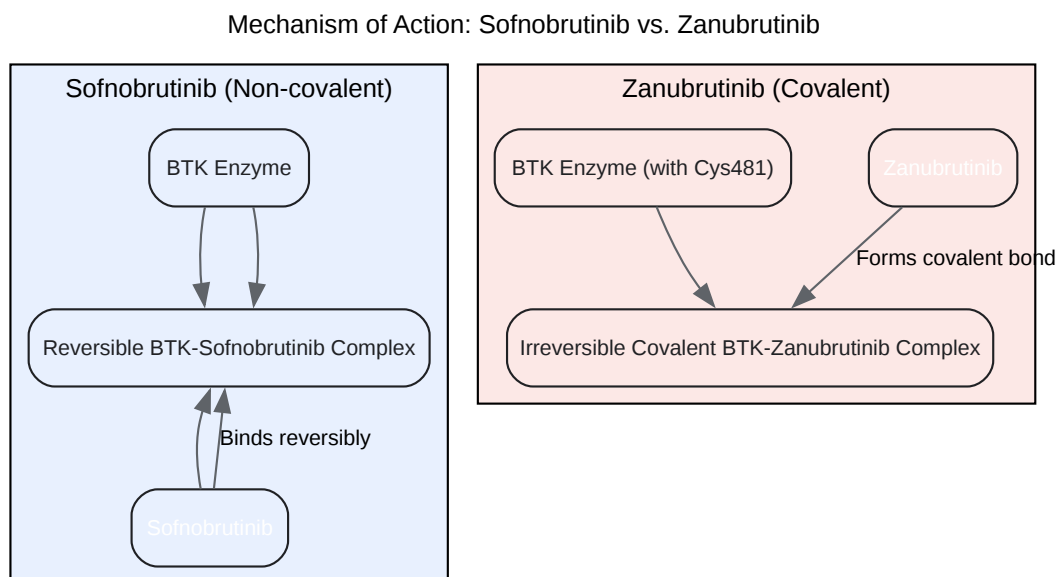 Mechanism of Action: Sofnobrutinib vs. Zanubrutinib
Sofnobrutinib (Non-covalent)
BTK Enzyme
Reversible BTK-Sofnobrutinib Complex
Binds reversibly
Sofnobrutinib
Zanubrutinib (Covalent)
BTK Enzyme (with Cys481)
Zanubrutinib
Forms covalent bond
Irreversible Covalent BTK-Zanubrutinib Complex